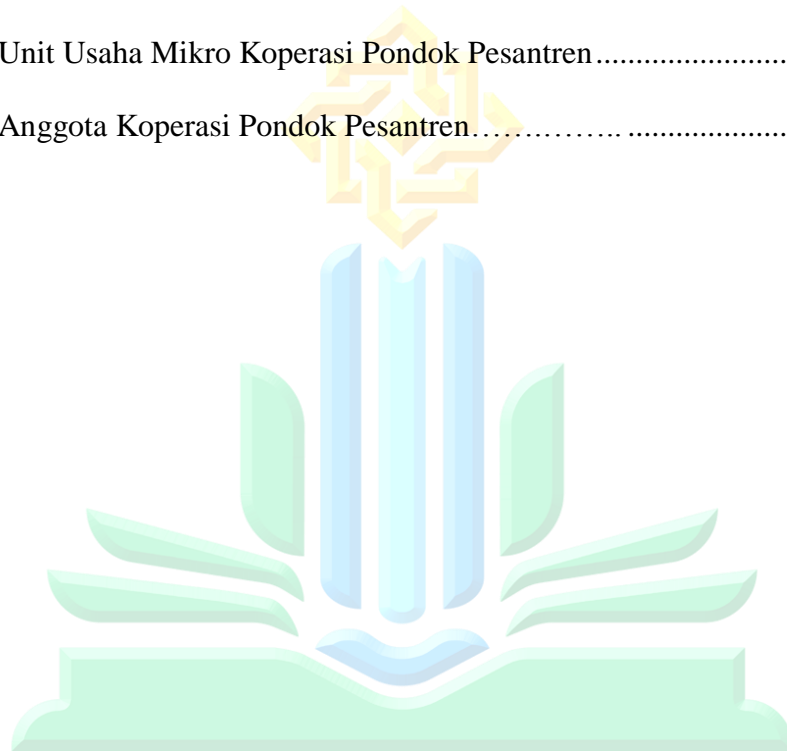 Unit Usaha Mikro Koperasi Pondok Pesantren........................
Anggota Koperasi Pondok Pesantren…….…….. ....................